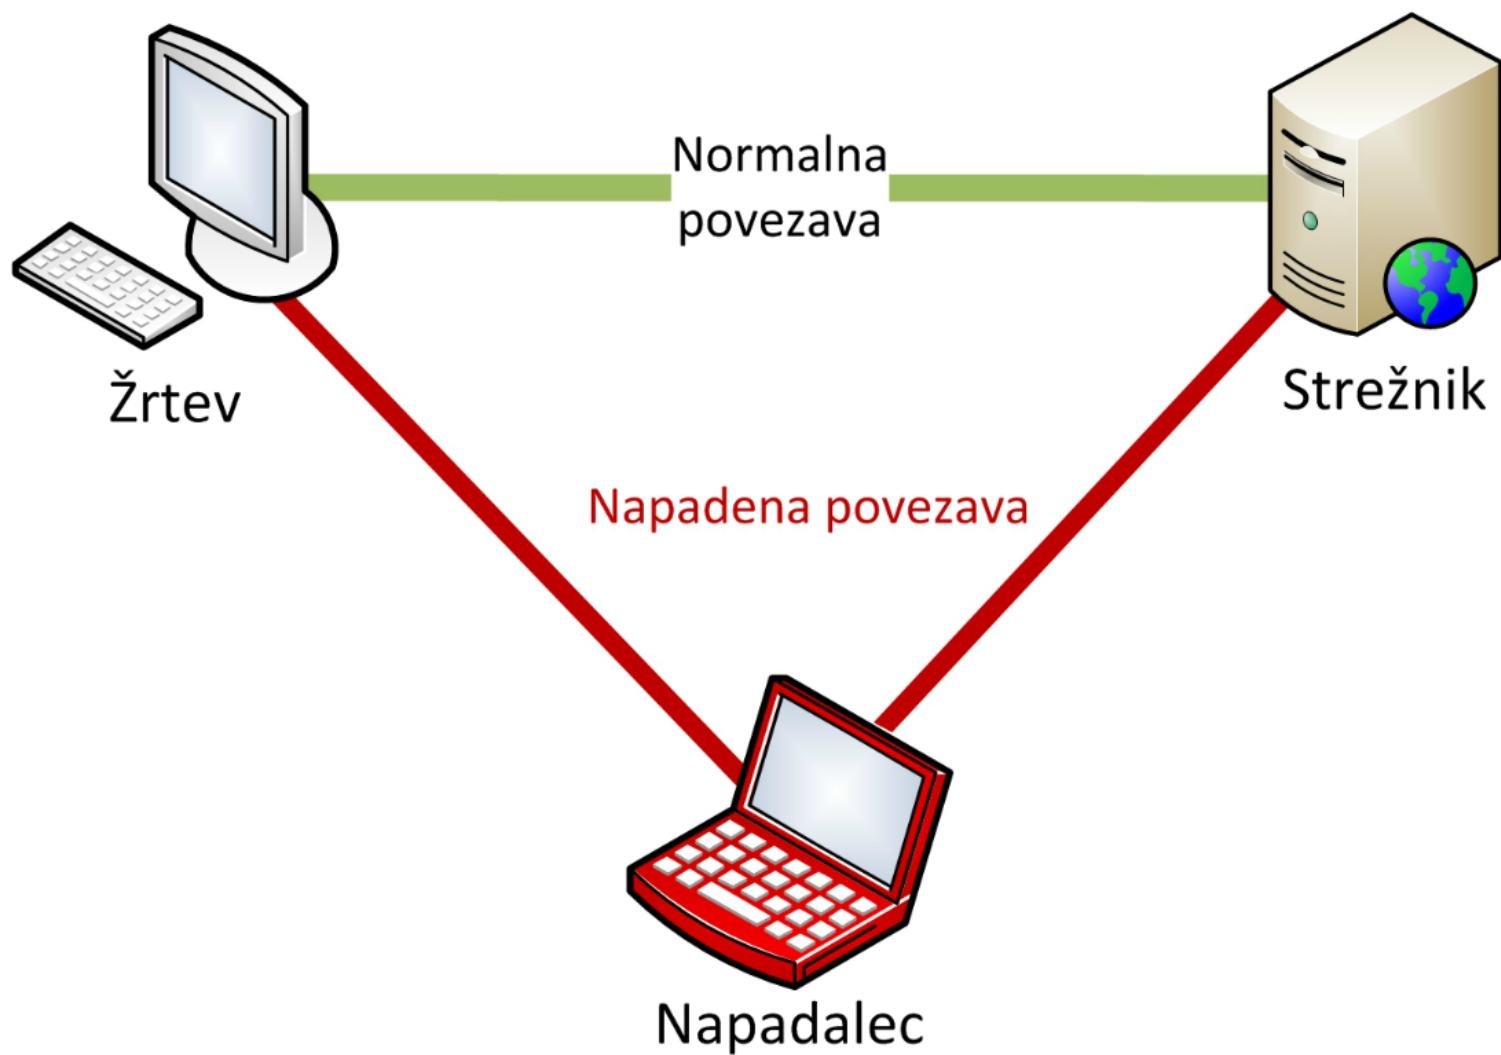 Normalna
povezava
Žrtev
Strežnik
Napadena povezava
Napadalec